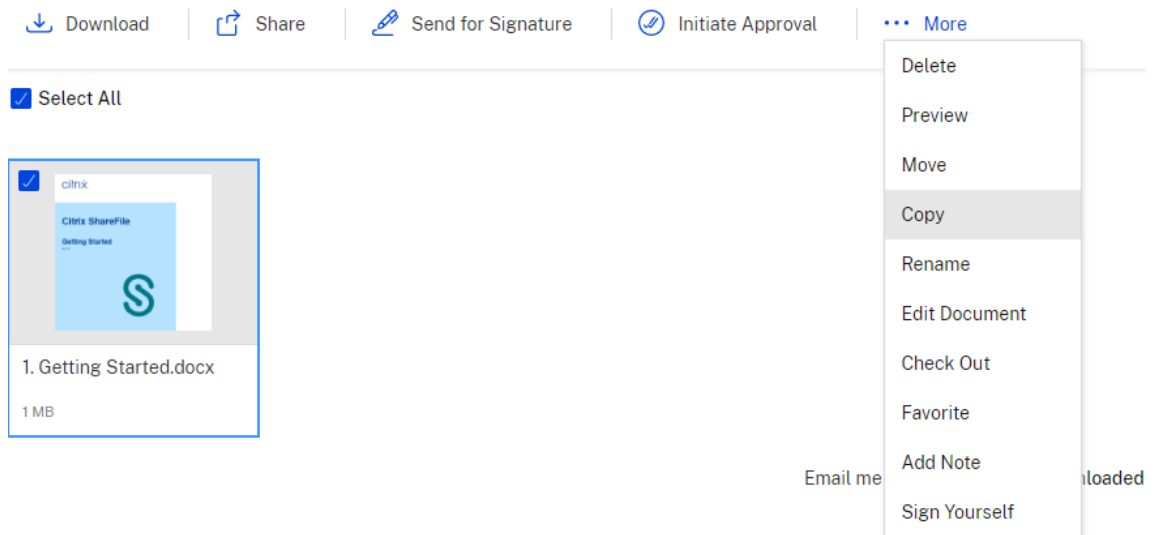 Download
Share
Send for Signature
Initiate Approval
More
Select All
Delete
Preview
Move
Copy
Rename
Edit Document
Check Out
Favorite
Add Note
Sign Yourself
citrix
Citrix ShareFile
Getting Started
1. Getting Started.docx
1 MB
Email me